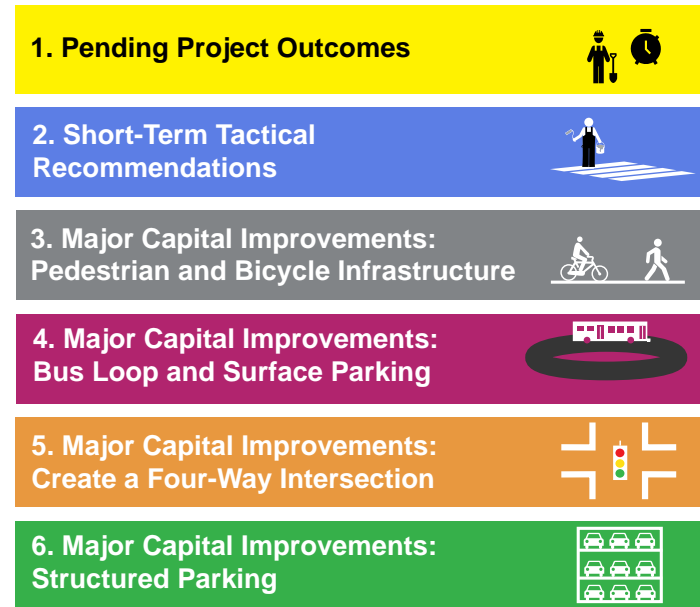 1. Pending Project Outcomes
2. Short-Term Tactical
Recommendations
3. Major Capital Improvements:
Pedestrian and Bicycle Infrastructure
4. Major Capital Improvements:
Bus Loop and Surface Parking
5. Major Capital Improvements:
Create a Four-Way Intersection
6. Major Capital Improvements:
Structured Parking